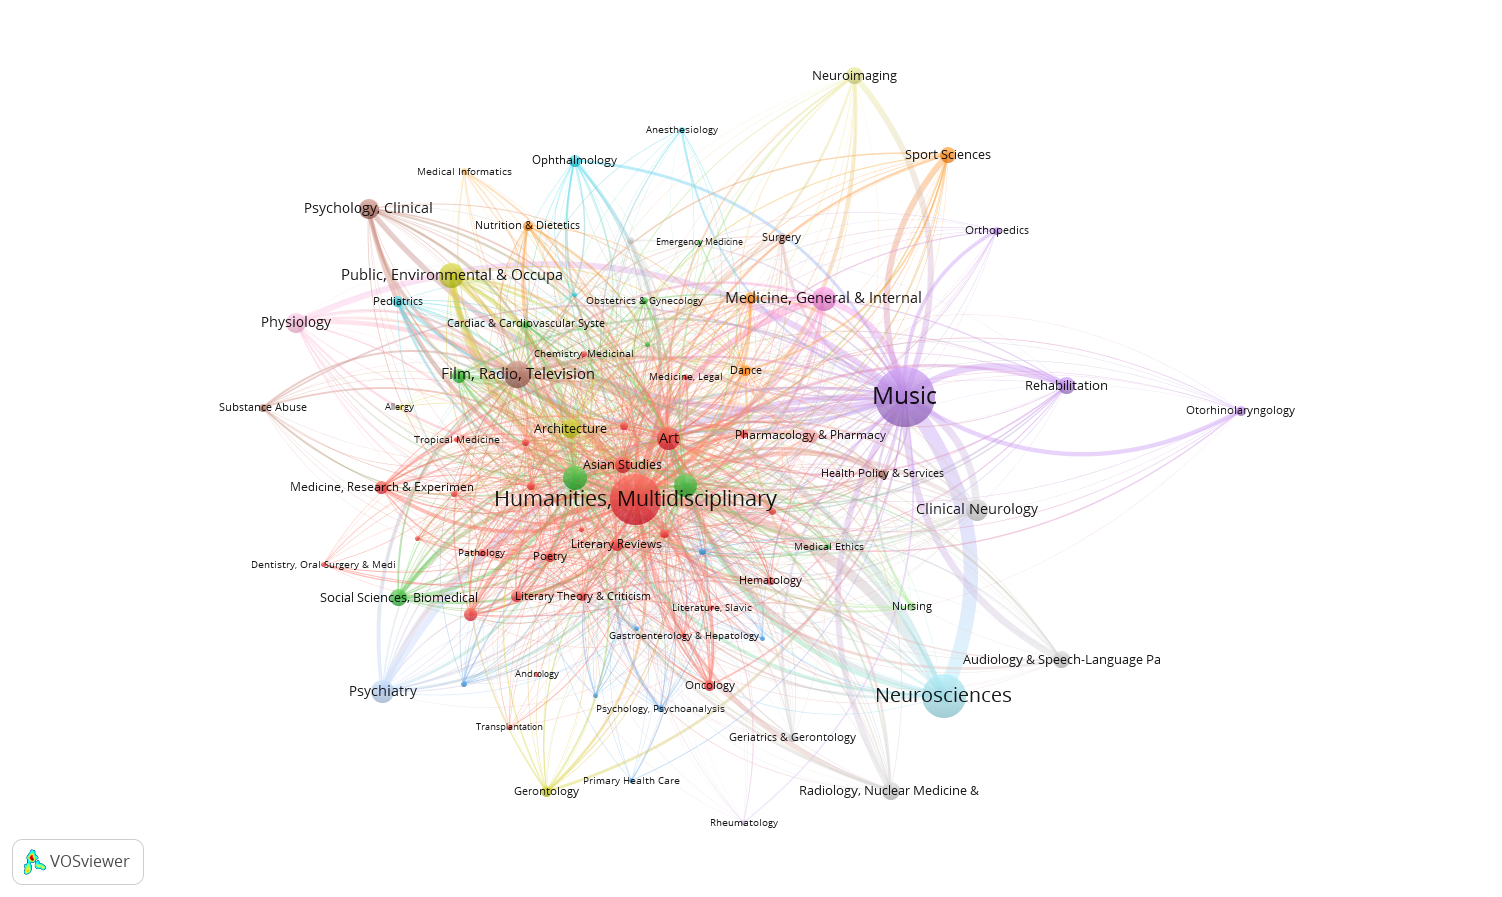 Neuroimaging
Anesthesiology
Sport Sciences
Ophthalmology
Medical Informatics
Psychology, Clinical
Nutrition & Dietetics
Orthopedics
Surgery
Emergency Medicine
Public, Environmental & Occupa
Medicine, General & Internal
Pediatrics
Obstetrics & Gynecology
Physiology
Cardiac & Cardiovascular Syste
Chemistry, Medicinal
Dance
Film, Radio, Television
Medicine, Legal
Rehabilitation
Music
Substance Abuse
Allergy
Otorhinolaryngology
Architecture
Pharmacology & Pharmacy
Art
Tropical Medicine
Asian Studies
Health Policy & Services
Medicine, Research & Experimen
Humanities, Multidisciplinary
Clinical Neurology
Literary Reviews
Medical Ethics
Pathology
Poetry
Dentistry, Oral Surgery & Medi
Hematology
Social Sciences, Biomedical
Literary Theory & Criticism
Nursing
Literature, Slavic
Gastroenterology & Hepatology
Audiology & Speech-Language Pa
Andrology
Oncology
Psychiatry
Neurosciences
Psychology, Psychoanalysis
Transplantation
Geriatrics & Gerontology
Primary Health Care
Gerontology
Radiology, Nuclear Medicine &
Rheumatology
VOSviewer